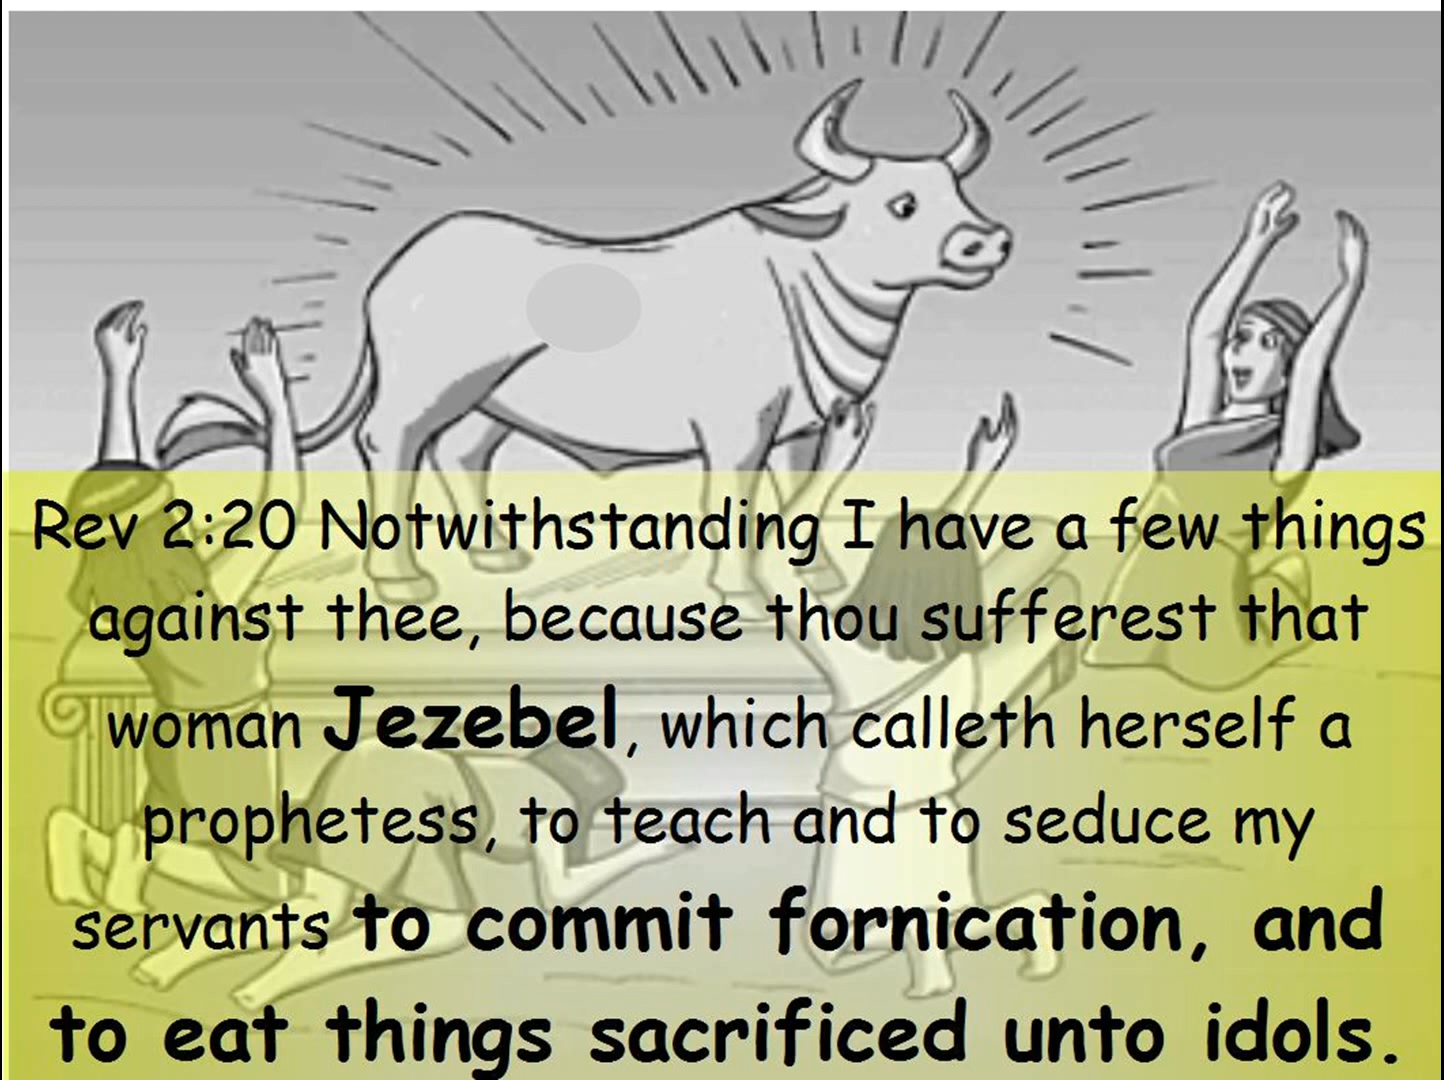 Rev 2:20 Notwithstanding I have a few things
against thee, because thou sufferest that
woman Jezebel, which calleth herself a
prophetess, to teach and to seduce my
servants to commit fornication, and
to eat things sacrificed unto idols.